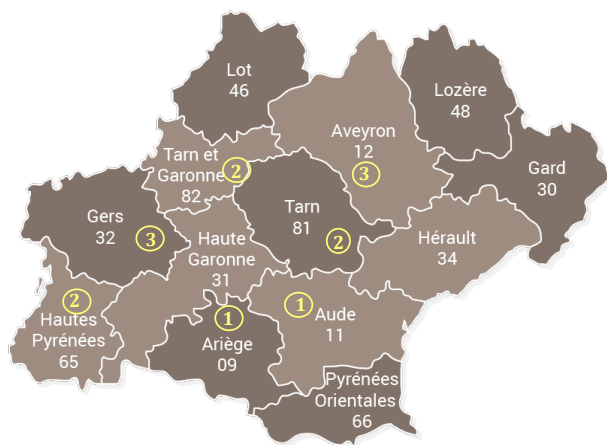 Lot
46
Lozère
48
Aveyron
12
3
Tarn et
Garonne
82
2
Gard
30
Gers
32
3
Tarn
81
2
Haute
Garonne
31
Hérault
34
2
Hautes
Pyrénées
65
1
Ariège
09
1
Aude
11
Pyrénées
Orientales
66